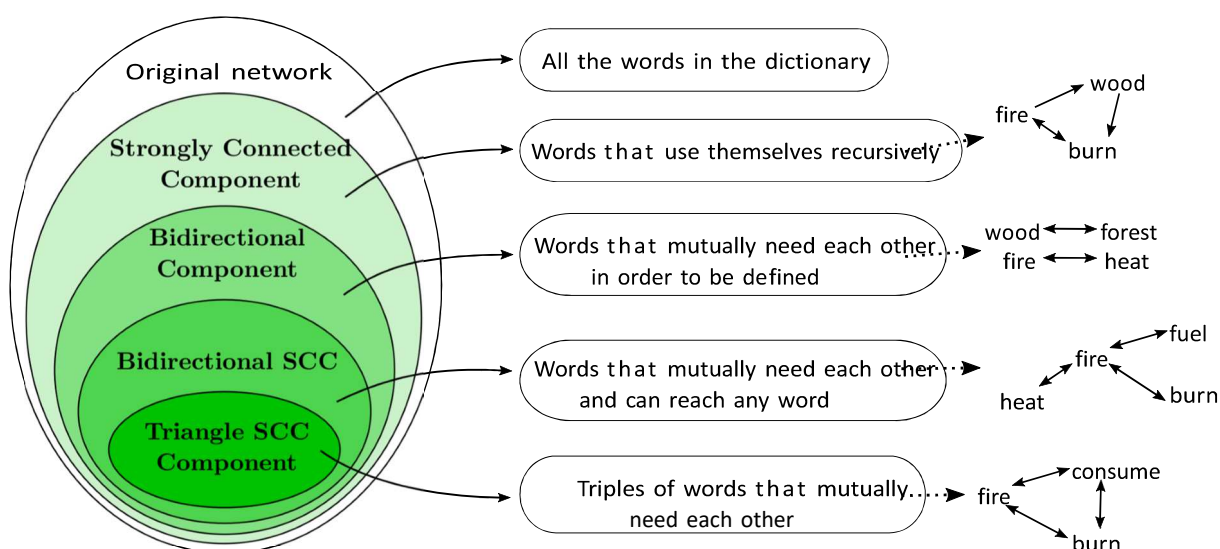 Original network
Strongly Connected
Component
Bidirectional
Component
Bidirectional SCC
Triangle SCC
Component
All the words in the dictionary
Words that use themselves recursively
wood
fire
burn
Words that mutually need each other
in order to be defined
wood forest
fire heat
Words that mutually need each other
and can reach any word
fuel
fire
heat
burn
Triples of words that mutually
need each other
consume
fire
burn